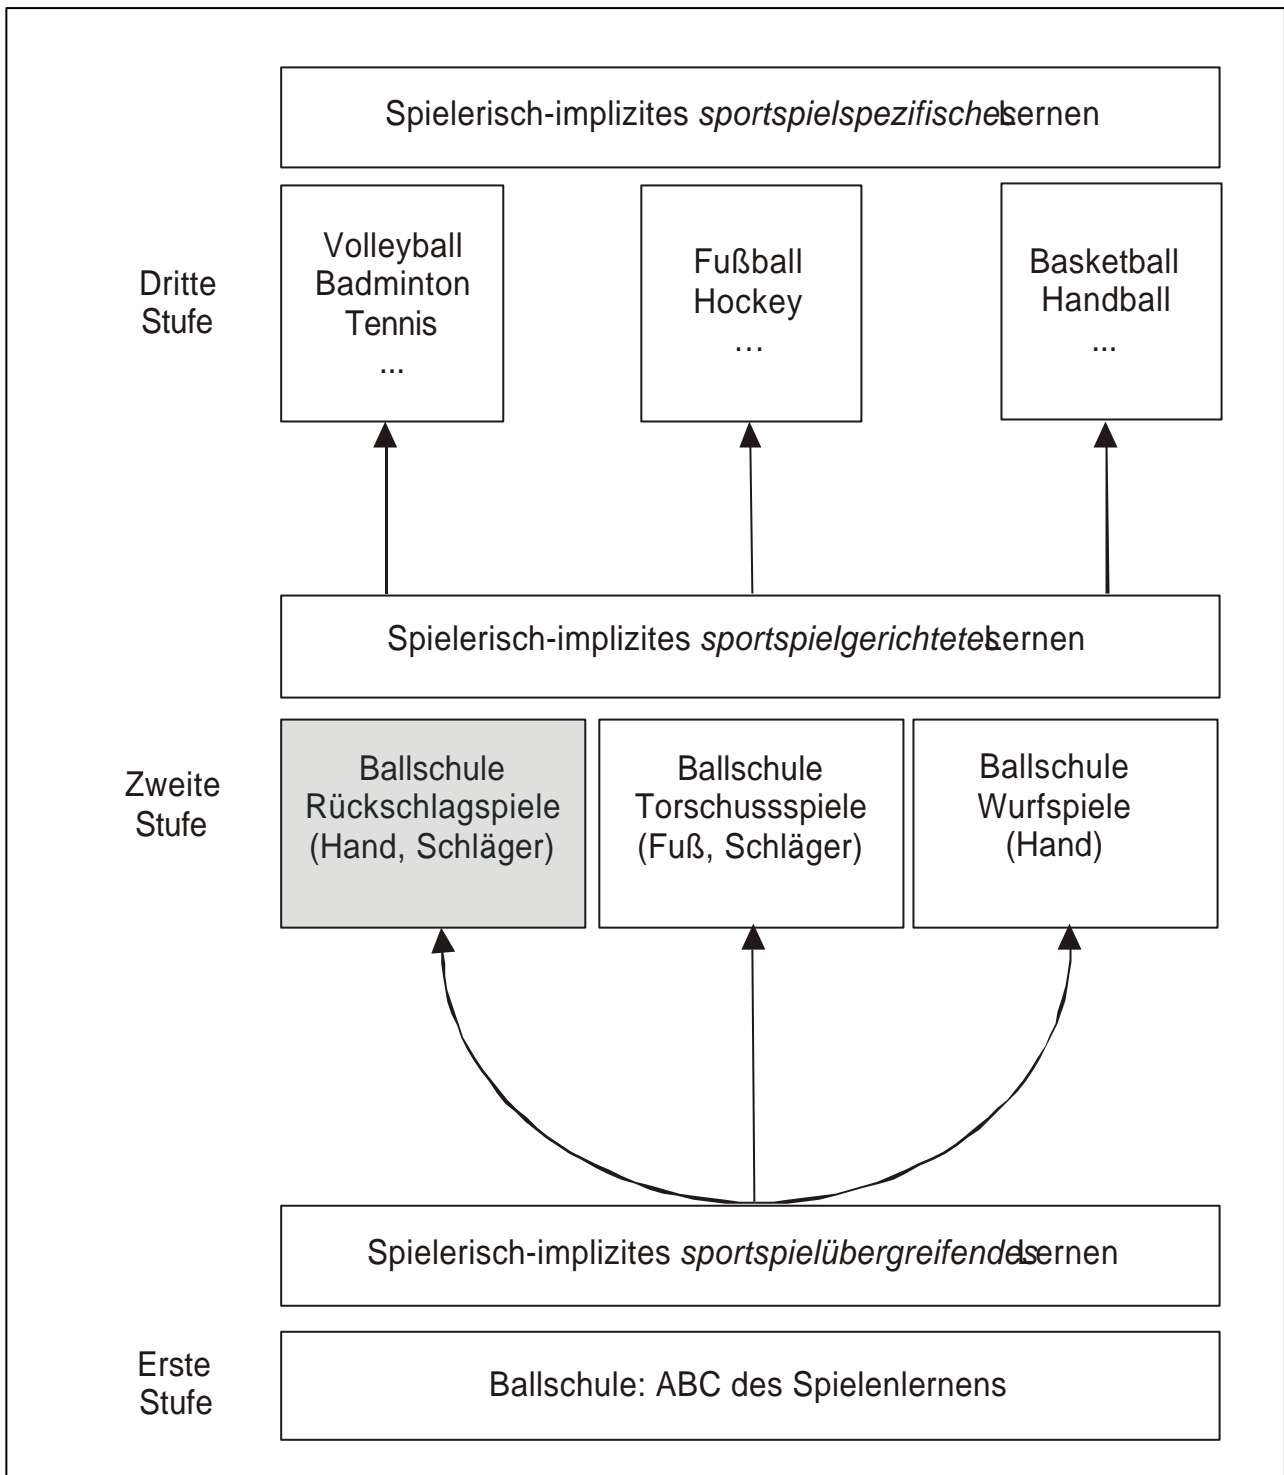 Spielerisch-implizites sportspielspezifisches Lernen
Dritte
Stufe
Volleyball
Badminton
Tennis
...
Fußball
Hockey
...
Basketball
Handball
...
Spielerisch-implizites sportspielgerichtetes Lernen
Zweite
Stufe
Ballschule
Rückschlagspiele
(Hand, Schläger)
Ballschule
Torschussspiele
(Fuß, Schläger)
Ballschule
Wurfspiele
(Hand)
Spielerisch-implizites sportspielübergreifendes Lernen
Erste
Stufe
Ballschule: ABC des Spielenlernens